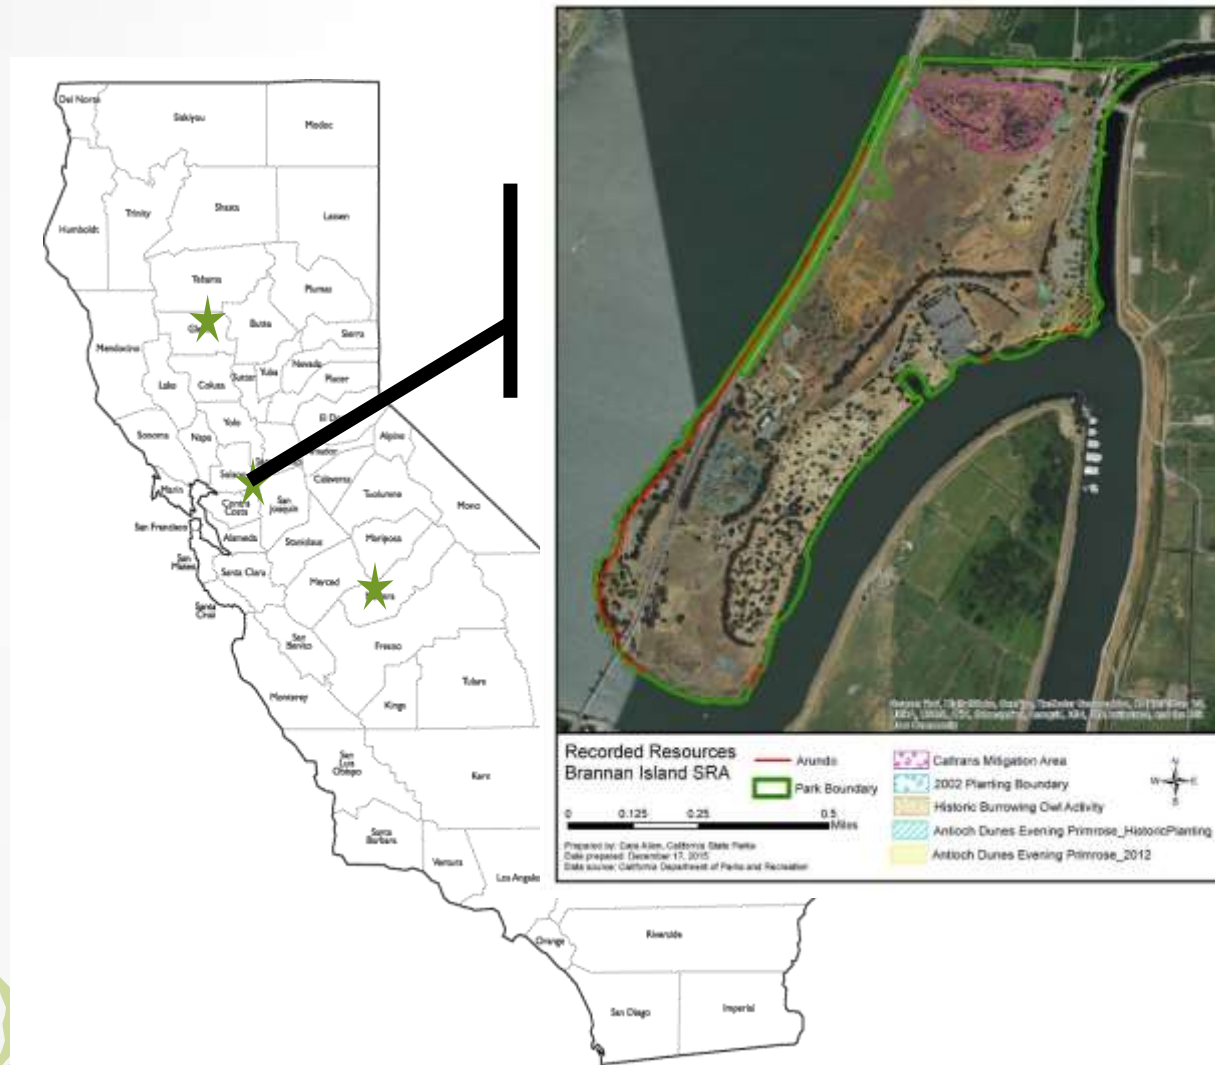 Del Norte
Siskiyou
Modoc
Humboldt
Trinity
Shasta
Lassen
Tehama
Plumas
Butte
Mendocino
Sierra
Nevada
Yuba
Lake
Colusa
Sutter
Placer
Yolo
El Do
Sonoma
Napa
Alpine
Marin
Calaveras
Tuolumne
Mono
Contra
Costa
San
Joaquin
San Francisco
Alameda
Stanislaus
Mariposa
San
Mateo
Santa Clara
Merced
Santa
Cruz
San
Benito
Fresno
Monterey
Kings
Tulare
San
Luis
Obispo
Kern
Santa
Barbara
Ventura
Los Angele
Orange
Riverside
San Diego
Imperial
Recorded Resources
Brannan Island SRA
0 0.125 0.25 0.5
Miles
Prepared by: Cara Allen, California State Parks
Date prepared: December 17, 2015
Data source: California Department of Parks and Recreation
Arundo
Park Boundary
Caltrans Mitigation Area
2002 Planting Boundary
Historic Burrowing Owl Activity
Antioch Dunes Evening Primrose_HistoricPlanting
Antioch Dunes Evening Primrose_2012
N
W E
S